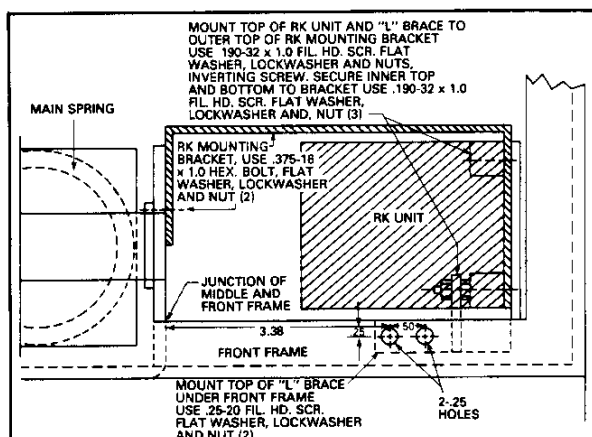 MOUNT TOP OF RK UNIT AND "L" BRACE TO
OUTER TOP OF RK MOUNTING BRACKET
USE .190-32 x 1.0 FIL. HD. SCR. FLAT
WASHER, LOCKWASHER AND NUTS,
INVERTING SCREW. SECURE INNER TOP
AND BOTTOM TO BRACKET USE .190-32 x 1.0
FIL. HD. SCR. FLAT WASHER,
LOCKWASHER AND, NUT (3)
MAIN SPRING
RK MOUNTING
BRACKET, USE .375-18
x 1.0 HEX. BOLT, FLAT
WASHER, LOCKWASHER
AND NUT (2)
RK UNIT
JUNCTION OF
MIDDLE AND
FRONT FRAME
3.38
.25
.50
FRONT FRAME
MOUNT TOP OF "L" BRACE
UNDER FRONT FRAME
USE .25-20 FIL. HD. SCR.
FLAT WASHER, LOCKWASHER
AND NUT (2)
2-.25
HOLES